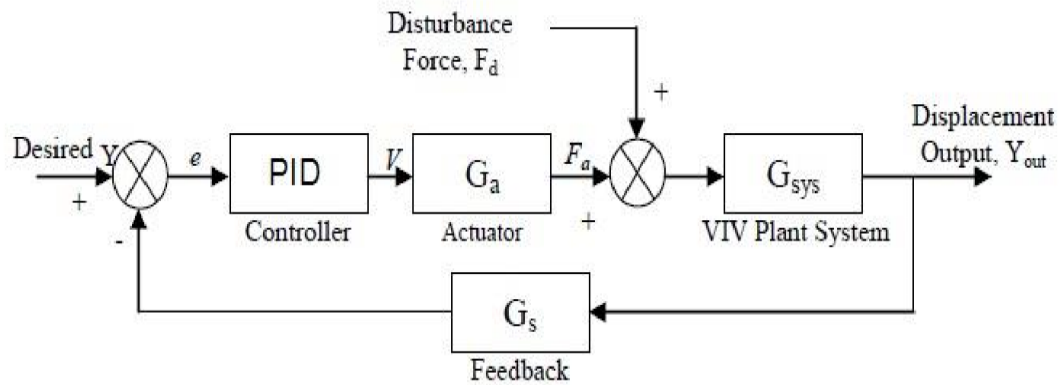 Disturbance
Force, F_d
+
Desired Y
e
PID
V
G_a
F_a
G_sys
Displacement
Output, Y_out
+
+
-
Controller
Actuator
VIV Plant System
G_s
Feedback